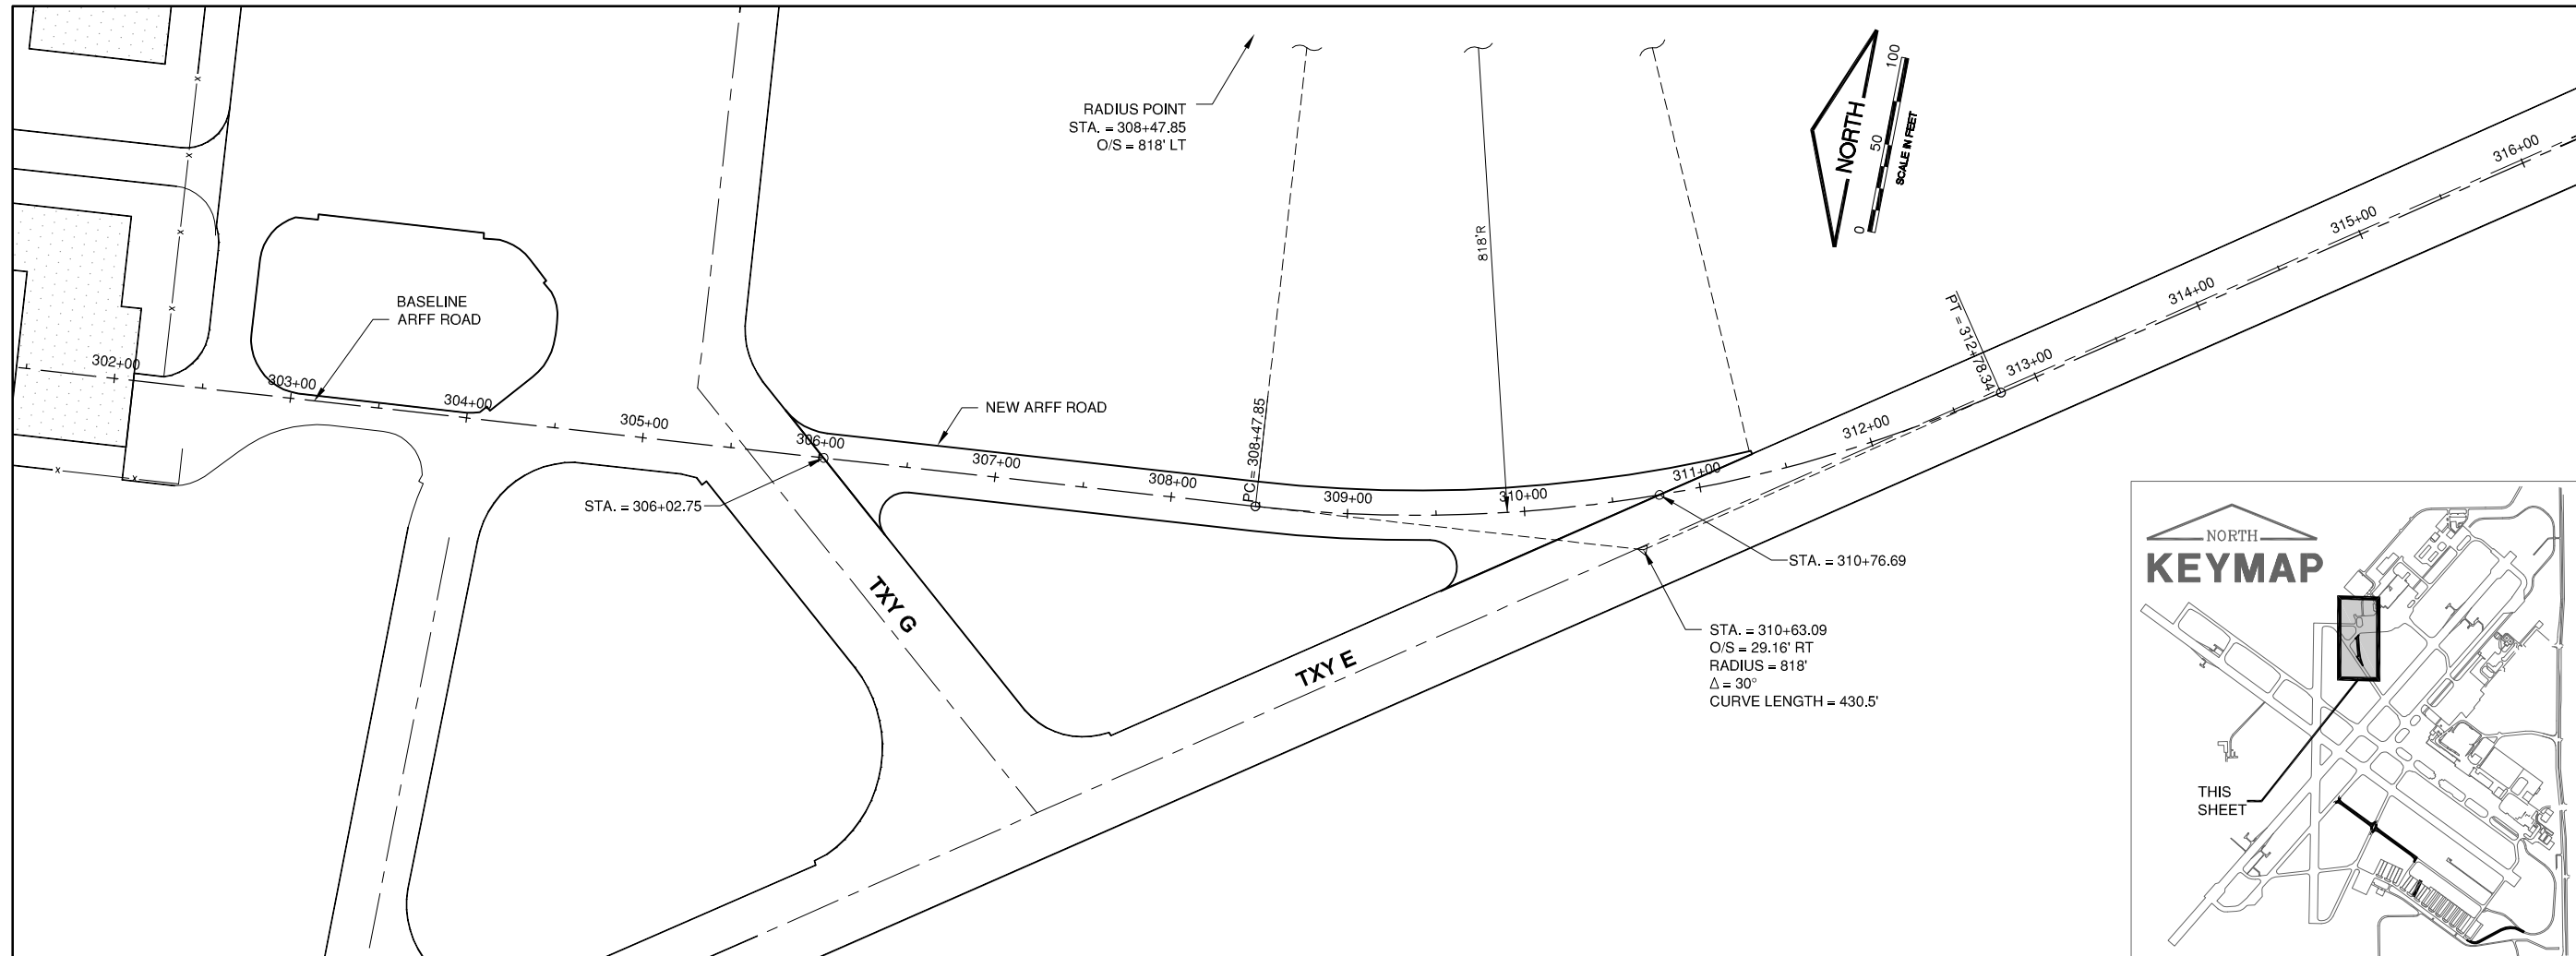 RADIUS POINT
STA. = 308+47.85
O/S = 818' LT
NORTH
0 50 100
SCALE IN FEET
818'R
BASELINE
ARFF ROAD
302+00
303+00
304+00
305+00
306+00
307+00
308+00
309+00
310+00
311+00
312+00
313+00
314+00
315+00
316+00
NEW ARFF ROAD
STA. = 306+02.75
PC = 308+47.85
PT = 312+78.34
STA. = 310+76.69
STA. = 310+63.09
O/S = 29.16' RT
RADIUS = 818'
Δ = 30°
CURVE LENGTH = 430.5'
TXY G
TXY E
NORTH
KEYMAP
THIS
SHEET
x
x
x
x
x
x